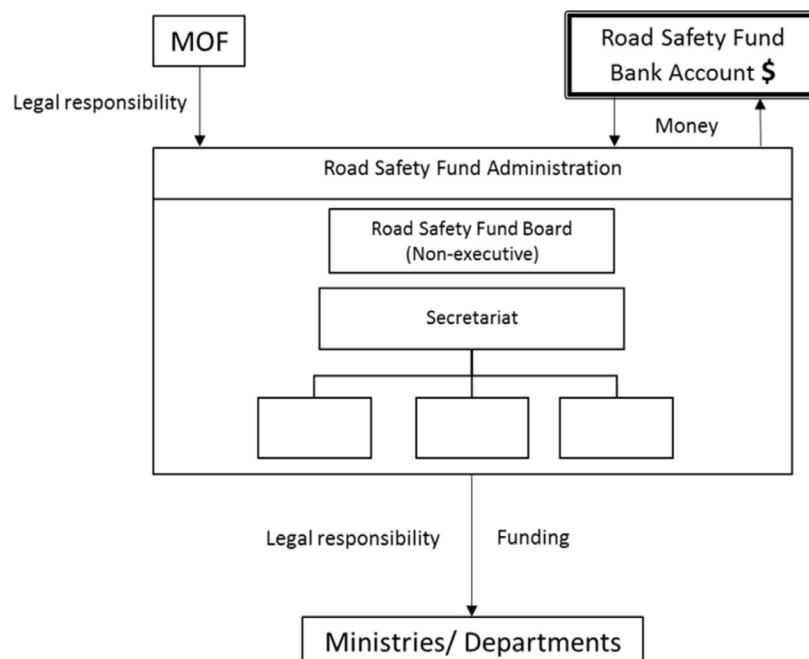 MOF
Road Safety Fund
Bank Account $
Legal responsibility
Money
Road Safety Fund Administration
Road Safety Fund Board
(Non-executive)
Secretariat
Legal responsibility
Funding
Ministries/ Departments